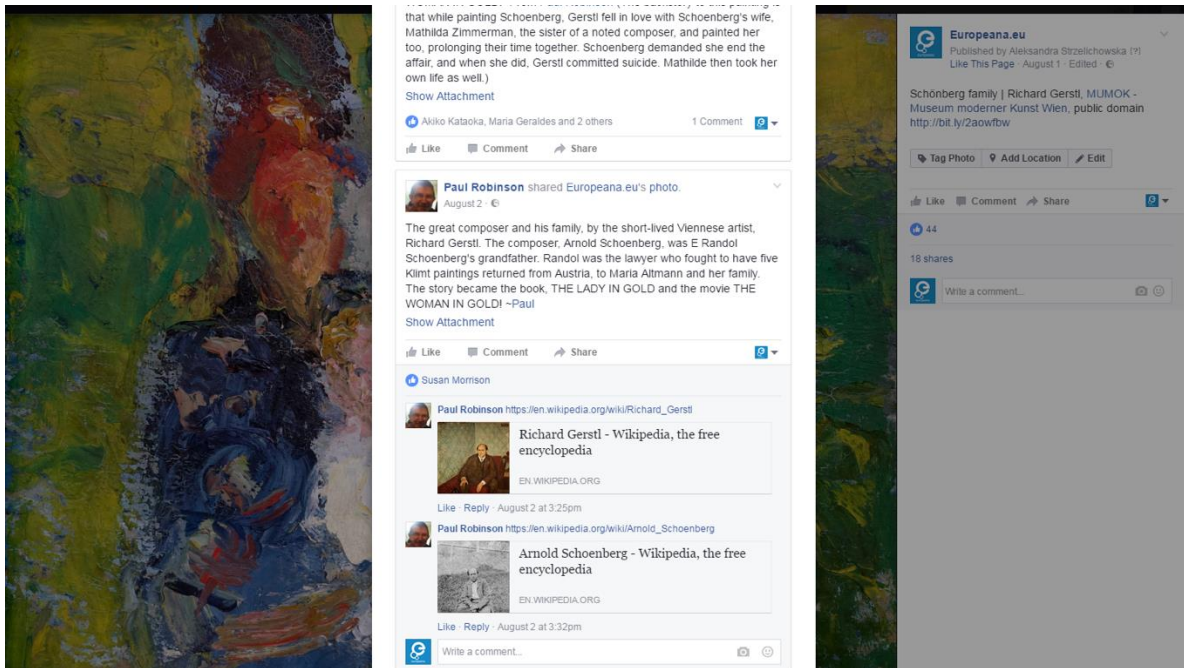 that while painting Schoenberg, Gerstl fell in love with Schoenberg's wife,
Mathilda Zimmerman, the sister of a noted composer, and painted her
too, prolonging their time together. Schoenberg demanded she end the
affair, and when she did, Gerstl committed suicide. Mathilde then took her
own life as well.)
Show Attachment
Akiko Kataoka, Maria Geraldes and 2 others 1 Comment
Like Comment Share
Paul Robinson shared Europeana.eu's photo.
August 2 ·
The great composer and his family, by the short-lived Viennese artist,
Richard Gerstl. The composer, Arnold Schoenberg, was E Randol
Schoenberg's grandfather. Randol was the lawyer who fought to have five
Klimt paintings returned from Austria, to Maria Altmann and her family.
The story became the book, THE LADY IN GOLD and the movie THE
WOMAN IN GOLD! ~Paul
Show Attachment
Like Comment Share
Susan Morrison
Paul Robinson https://en.wikipedia.org/wiki/Richard_Gerstl
Richard Gerstl - Wikipedia, the free
encyclopedia
EN.WIKIPEDIA.ORG
Like · Reply · August 2 at 3:25pm
Paul Robinson https://en.wikipedia.org/wiki/Arnold_Schoenberg
Arnold Schoenberg - Wikipedia, the free
encyclopedia
EN.WIKIPEDIA.ORG
Like · Reply · August 2 at 3:32pm
Write a comment...
Europeana.eu
Published by Aleksandra Strzelichowska [?]
Like This Page · August 1 · Edited ·
Schönberg family | Richard Gerstl, MUMOK -
Museum moderner Kunst Wien, public domain
http://bit.ly/2aowfbw
Tag Photo Add Location Edit
Like Comment Share
44
18 shares
Write a comment...